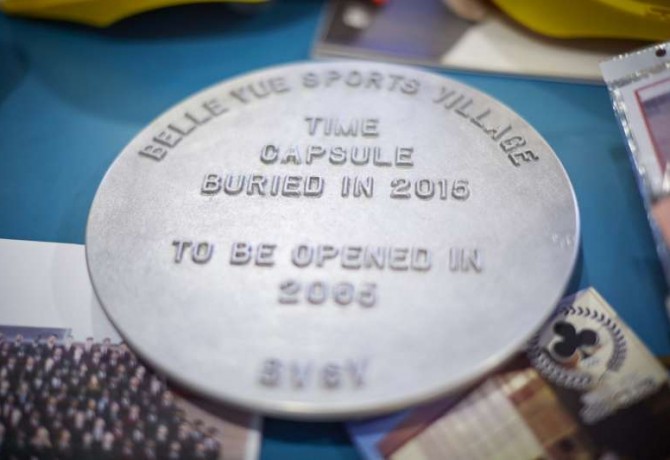 BELLE VUE SPORTS VILLAGE
TIME
CAPSULE
BURIED IN 2015
TO BE OPENED IN
2065
BVSV